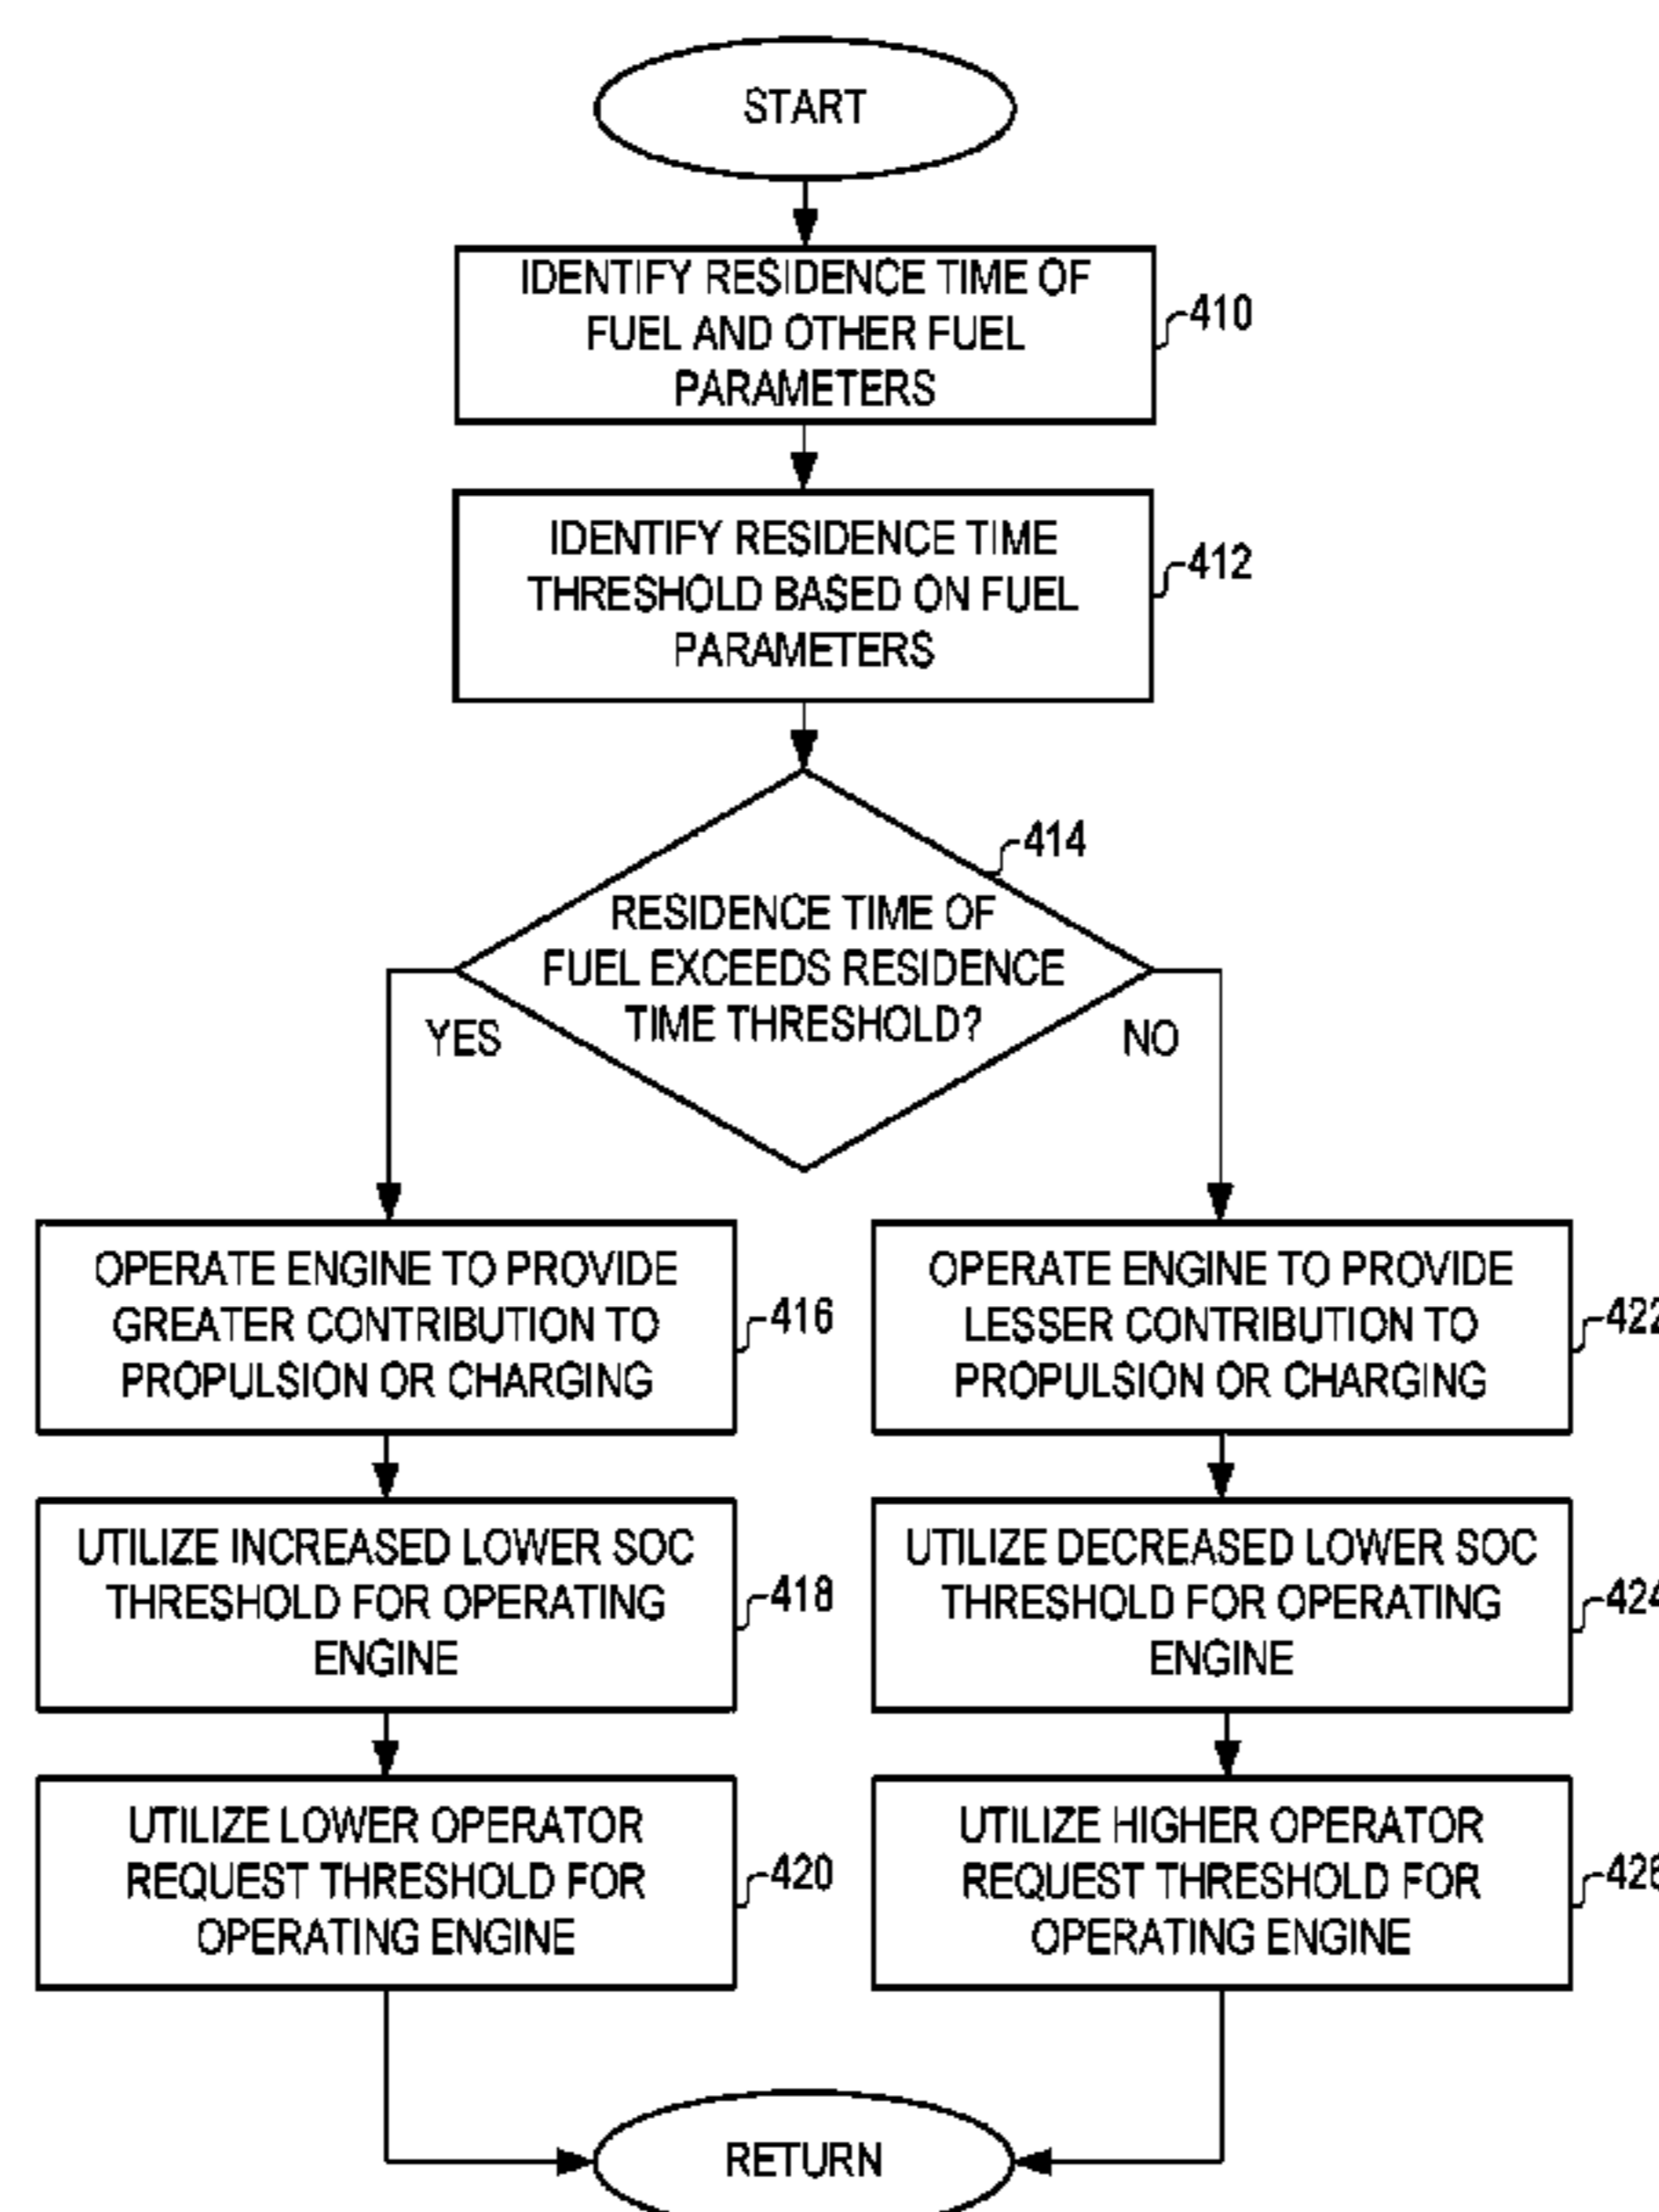 START
IDENTIFY RESIDENCE TIME OF
FUEL AND OTHER FUEL
PARAMETERS
410
IDENTIFY RESIDENCE TIME
THRESHOLD BASED ON FUEL
PARAMETERS
412
414
RESIDENCE TIME OF
FUEL EXCEEDS RESIDENCE
TIME THRESHOLD?
YES
NO
OPERATE ENGINE TO PROVIDE
GREATER CONTRIBUTION TO
PROPULSION OR CHARGING
416
UTILIZE INCREASED LOWER SOC
THRESHOLD FOR OPERATING
ENGINE
418
UTILIZE LOWER OPERATOR
REQUEST THRESHOLD FOR
OPERATING ENGINE
420
OPERATE ENGINE TO PROVIDE
LESSER CONTRIBUTION TO
PROPULSION OR CHARGING
422
UTILIZE DECREASED LOWER SOC
THRESHOLD FOR OPERATING
ENGINE
424
UTILIZE HIGHER OPERATOR
REQUEST THRESHOLD FOR
OPERATING ENGINE
426
RETURN